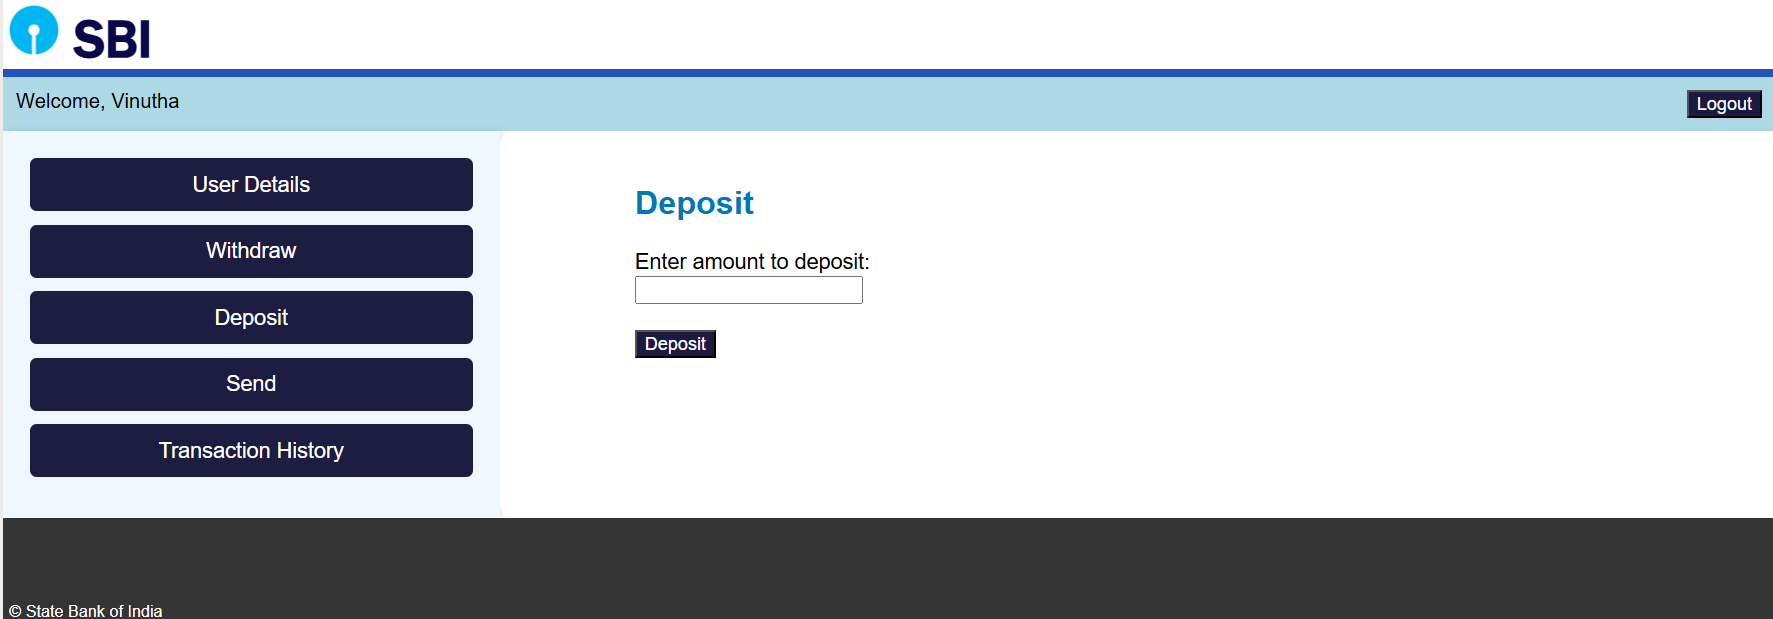 SBI
Welcome, Vinutha
Logout
User Details
Withdraw
Deposit
Send
Transaction History
Deposit
Enter amount to deposit:
Deposit
© State Bank of India